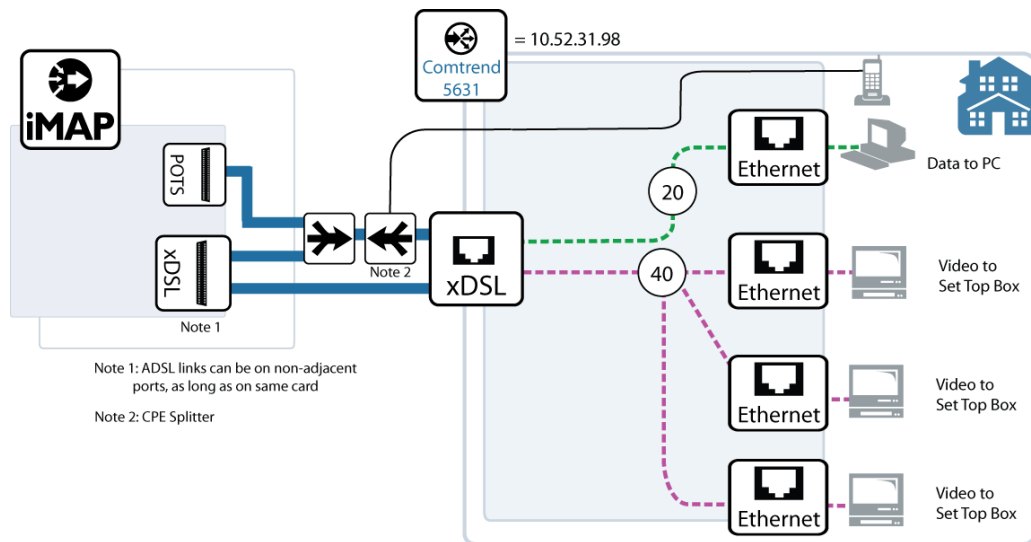 iMAP
Comtrend
5631
= 10.52.31.98
POTS
xDSL
Note 1
Note 2
xDSL
20
40
Ethernet
Data to PC
Ethernet
Video to
Set Top Box
Ethernet
Video to
Set Top Box
Ethernet
Video to
Set Top Box
Note 1: ADSL links can be on non-adjacent
ports, as long as on same card
Note 2: CPE Splitter